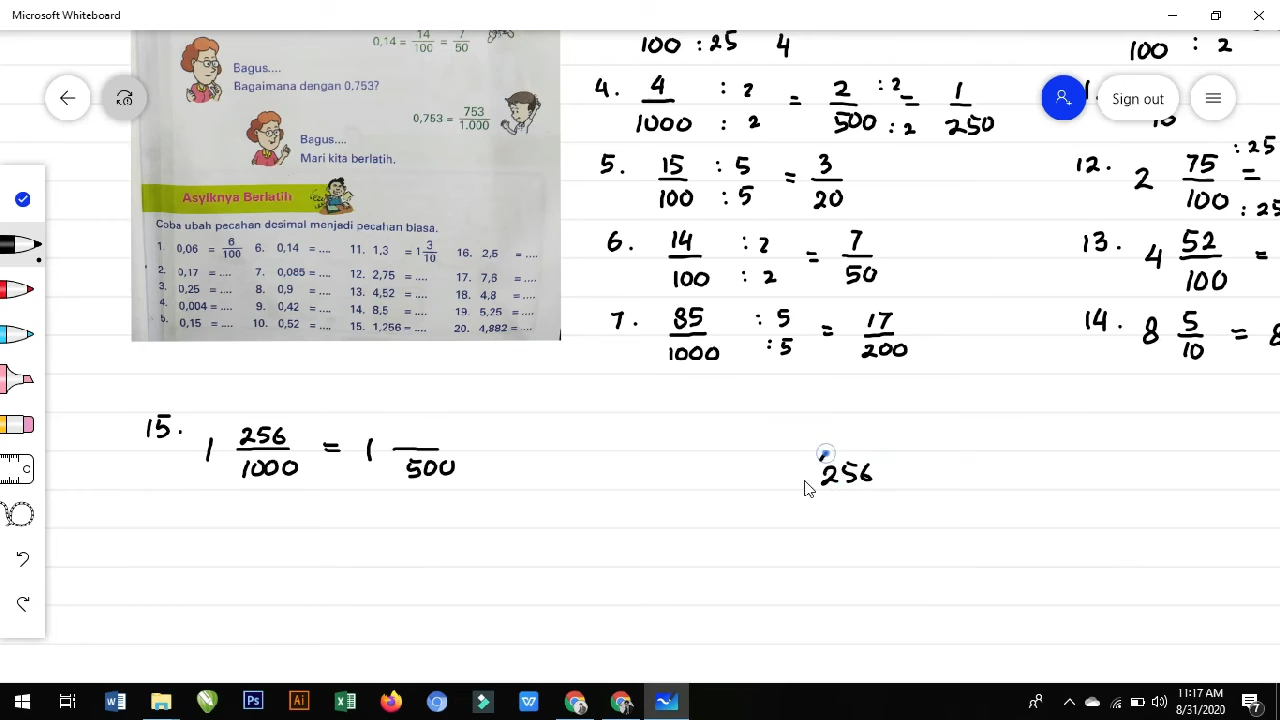 Microsoft Whiteboard
Sign out
0,14 = 14/100 = 7/50
Bagus....
Bagaimana dengan 0,753?
0,753 = 753/1.000
Bagus....
Mari kita berlatih.
Asyiknya Berlatih
Coba ubah pecahan desimal menjadi pecahan biasa.
1. 0,06 = 6/100 6. 0,14 = .... 11. 1,3 = 1 3/10 16. 2,5 = ....
2. 0,17 = .... 7. 0,085 = .... 12. 2,75 = .... 17. 7,6 = ....
3. 0,25 = .... 8. 0,9 = .... 13. 4,52 = .... 18. 4,8 = ....
4. 0,004 = .... 9. 0,42 = .... 14. 8,5 = .... 19. 5,25 = ....
5. 0,15 = .... 10. 0,52 = .... 15. 1,256 = .... 20. 4,882 = ....
100 : 25 4
4. 4/1000 : 2 : 2 = 2/500 : 2 : 2 = 1/250
5. 15/100 : 5 : 5 = 3/20
6. 14/100 : 2 : 2 = 7/50
7. 85/1000 : 5 : 5 = 17/200
100 : 2
12. 2 75/100 : 25 : 25 =
13. 4 52/100 =
14. 8 5/10 = 8
15. 1 256/1000 = 1 /500
256
11:17 AM
8/31/2020